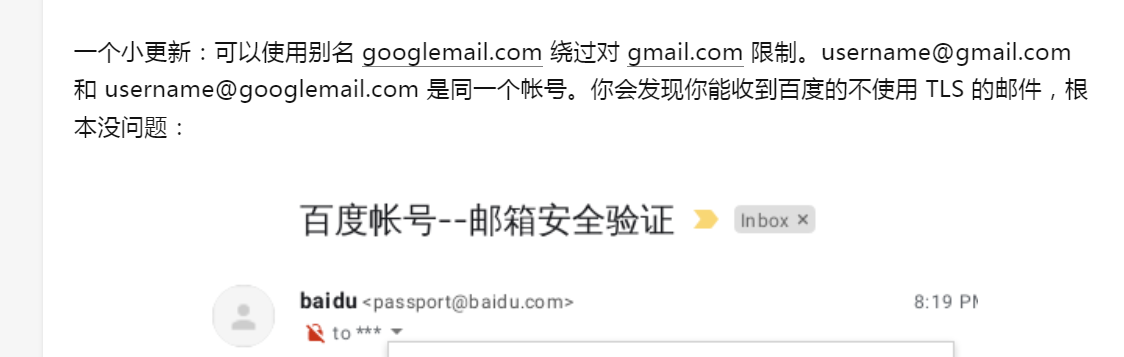 一个小更新：可以使用别名 googlemail.com 绕过对 gmail.com 限制。username@gmail.com
和 username@googlemail.com 是同一个帐号。你会发现你能收到百度的不使用 TLS 的邮件，根
本没问题：
百度帐号--邮箱安全验证 Inbox ×
baidu <passport@baidu.com> 8:19 PM
to ***